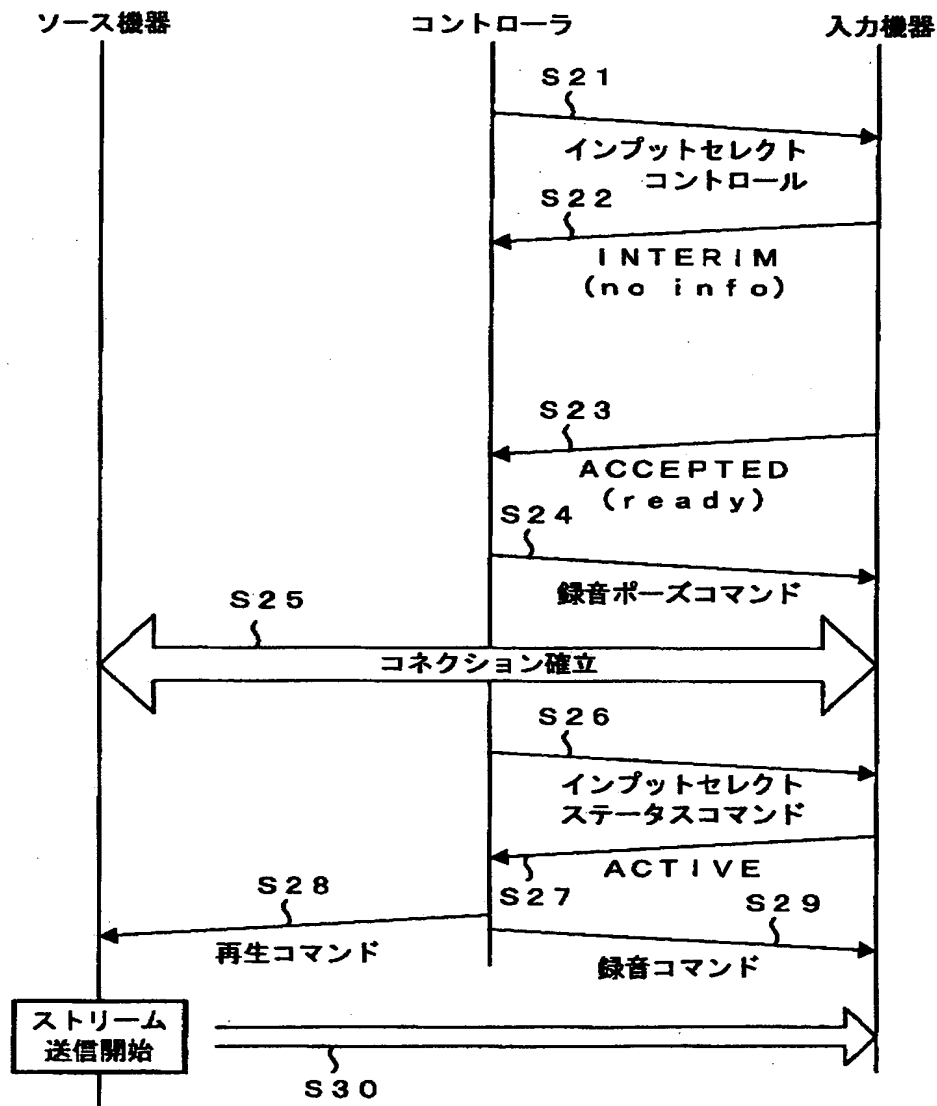 ソース機器
コントローラ
入力機器
S21
インプットセレクト
コントロール
S22
INTERIM
(no info)
S23
ACCEPTED
(ready)
S24
録音ポーズコマンド
S25
コネクション確立
S26
インプットセレクト
ステータスコマンド
ACTIVE
S27
S28
再生コマンド
S29
録音コマンド
ストリーム
送信開始
S30